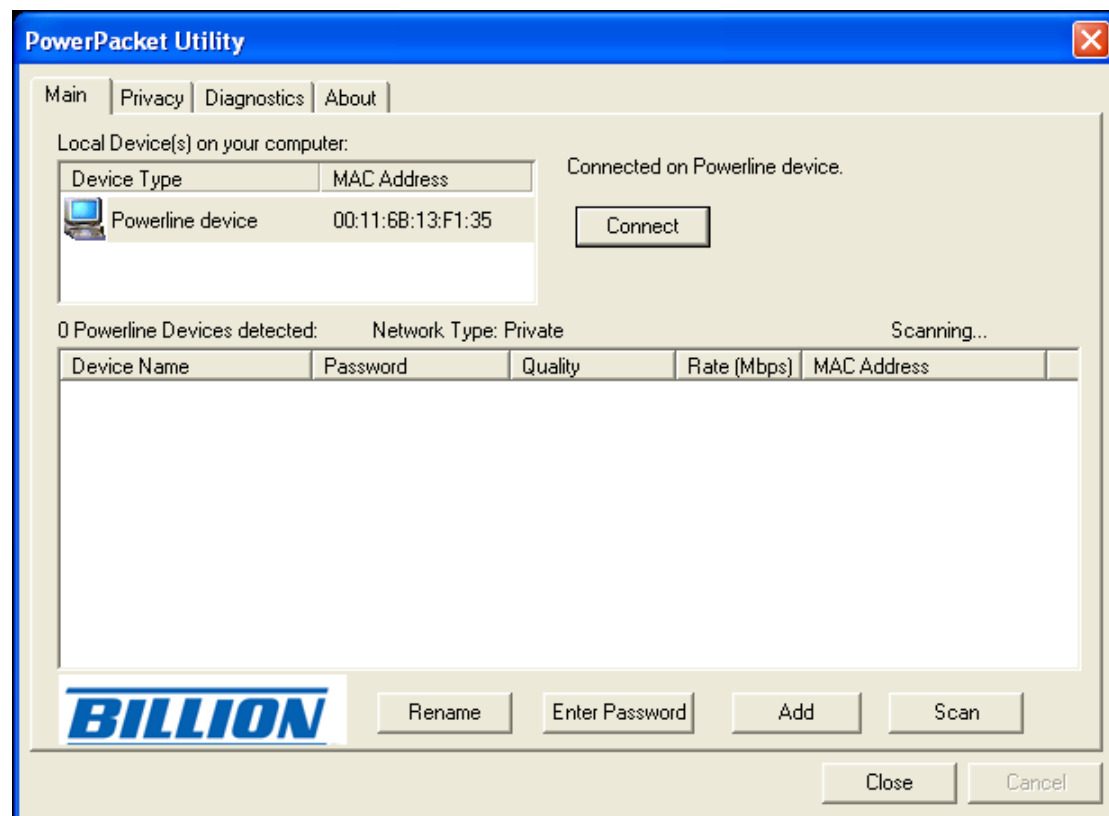 PowerPacket Utility
Main Privacy Diagnostics About
Local Device(s) on your computer:
Device Type MAC Address
Powerline device 00:11:6B:13:F1:35
Connected on Powerline device.
Connect
0 Powerline Devices detected: Network Type: Private Scanning...
Device Name Password Quality Rate (Mbps) MAC Address
BILLION
Rename Enter Password Add Scan
Close Cancel